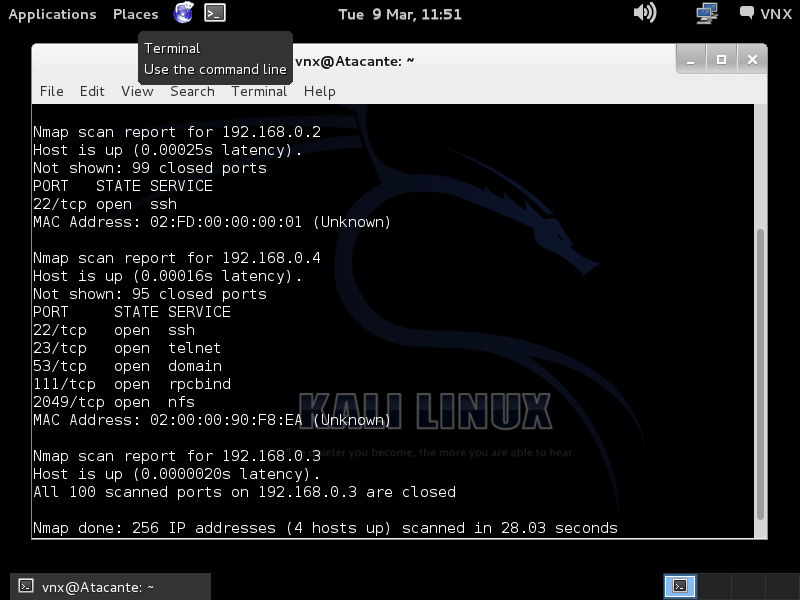 Applications Places Tue 9 Mar, 11:51 VNX
Terminal
Use the command line
vnx@Atacante: ~
File Edit View Search Terminal Help
Nmap scan report for 192.168.0.2
Host is up (0.00025s latency).
Not shown: 99 closed ports
PORT   STATE SERVICE
22/tcp open  ssh
MAC Address: 02:FD:00:00:00:01 (Unknown)
Nmap scan report for 192.168.0.4
Host is up (0.00016s latency).
Not shown: 95 closed ports
PORT     STATE SERVICE
22/tcp   open  ssh
23/tcp   open  telnet
53/tcp   open  domain
111/tcp  open  rpcbind
2049/tcp open  nfs
MAC Address: 02:00:00:90:F8:EA (Unknown)
KALI LINUX
Nmap scan report for 192.168.0.3
ieter you become, the more you are able to hear.
Host is up (0.0000020s latency).
All 100 scanned ports on 192.168.0.3 are closed
Nmap done: 256 IP addresses (4 hosts up) scanned in 28.03 seconds
vnx@Atacante: ~